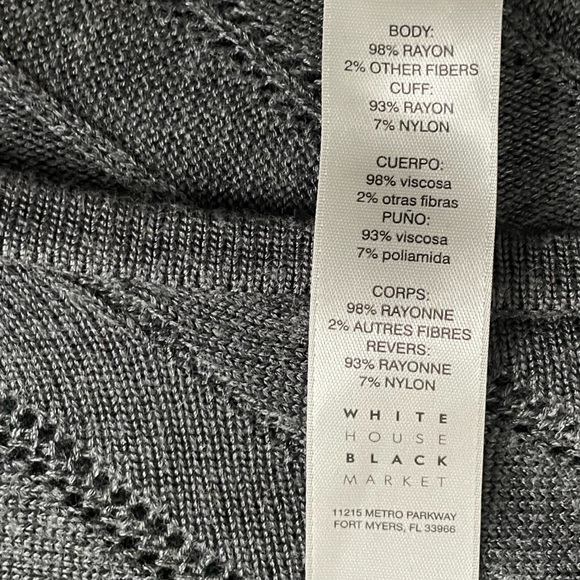 BODY:
98% RAYON
2% OTHER FIBERS
CUFF:
93% RAYON
7% NYLON
CUERPO:
98% viscosa
2% otras fibras
PUÑO:
93% viscosa
7% poliamida
CORPS:
98% RAYONNE
2% AUTRES FIBRES
REVERS:
93% RAYONNE
7% NYLON
WHITE
HOUSE
BLACK
MARKET
11215 METRO PARKWAY
FORT MYERS, FL 33966